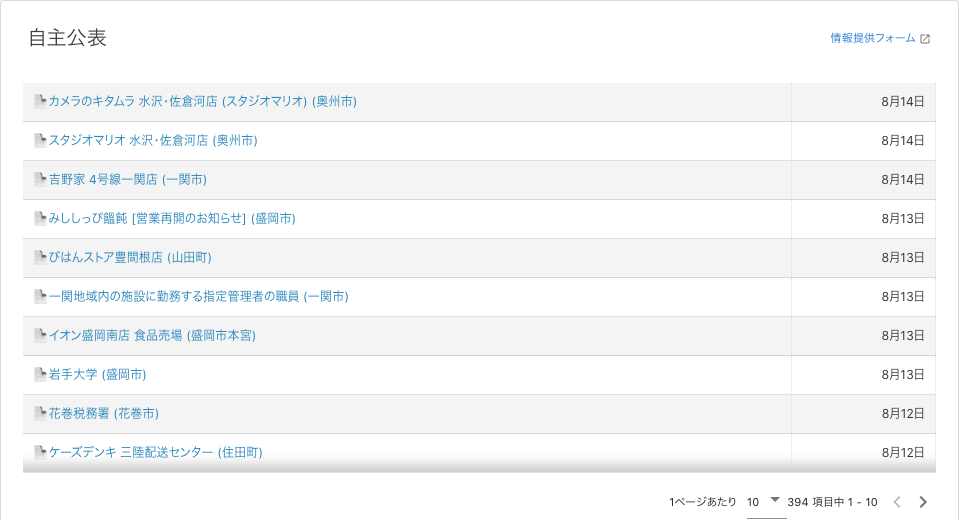 自主公表
情報提供フォーム
カメラのキタムラ 水沢・佐倉河店 (スタジオマリオ) (奥州市) 8月14日
スタジオマリオ 水沢・佐倉河店 (奥州市) 8月14日
吉野家 4号線一関店 (一関市) 8月14日
みししっぴ饂飩 [営業再開のお知らせ] (盛岡市) 8月13日
びはんストア豊間根店 (山田町) 8月13日
一関地域内の施設に勤務する指定管理者の職員 (一関市) 8月13日
イオン盛岡南店 食品売場 (盛岡市本宮) 8月13日
岩手大学 (盛岡市) 8月13日
花巻税務署 (花巻市) 8月12日
ケーズデンキ 三陸配送センター (住田町) 8月12日
1ページあたり 10 394 項目中 1 - 10